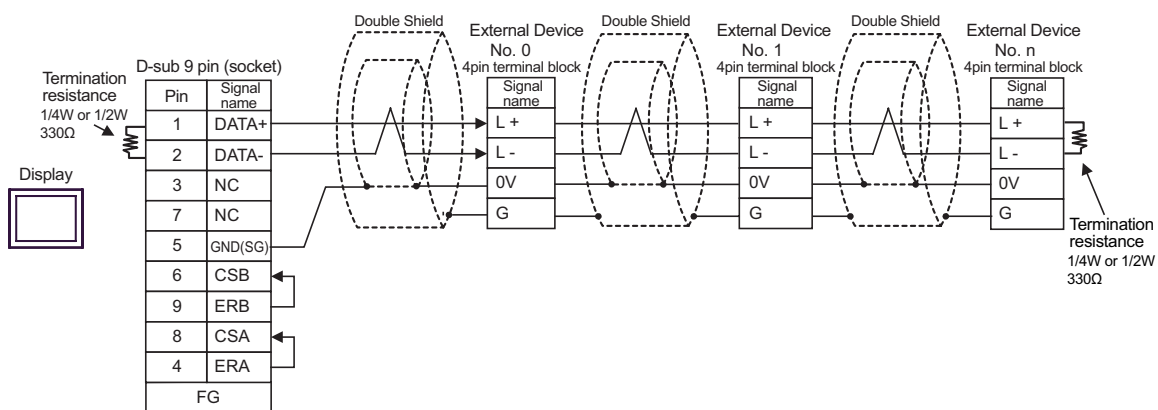 Double Shield
Double Shield
Double Shield
External Device
No. 0
4pin terminal block
External Device
No. 1
4pin terminal block
External Device
No. n
4pin terminal block
D-sub 9 pin (socket)
Termination
resistance
1/4W or 1/2W
330Ω
Display
Pin Signal name
1 DATA+
2 DATA-
3 NC
7 NC
5 GND(SG)
6 CSB
9 ERB
8 CSA
4 ERA
FG
Signal
name
L +
L -
0V
G
Signal
name
L +
L -
0V
G
Signal
name
L +
L -
0V
G
Termination
resistance
1/4W or 1/2W
330Ω